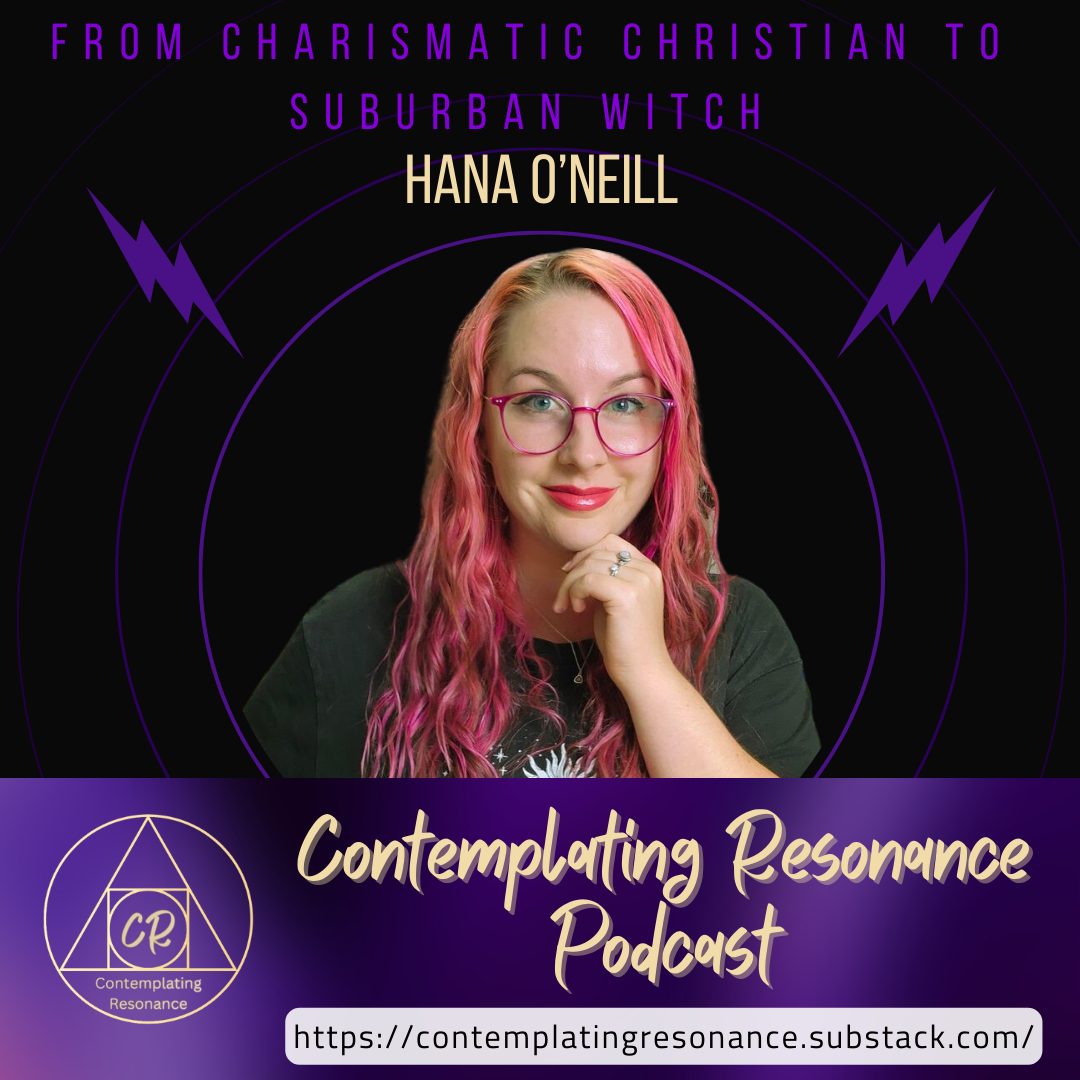 FROM CHARISMATIC CHRISTIAN TO
SUBURBAN WITCH
HANA O’NEILL
Contemplating Resonance
Podcast
CR
Contemplating
Resonance
https://contemplatingresonance.substack.com/